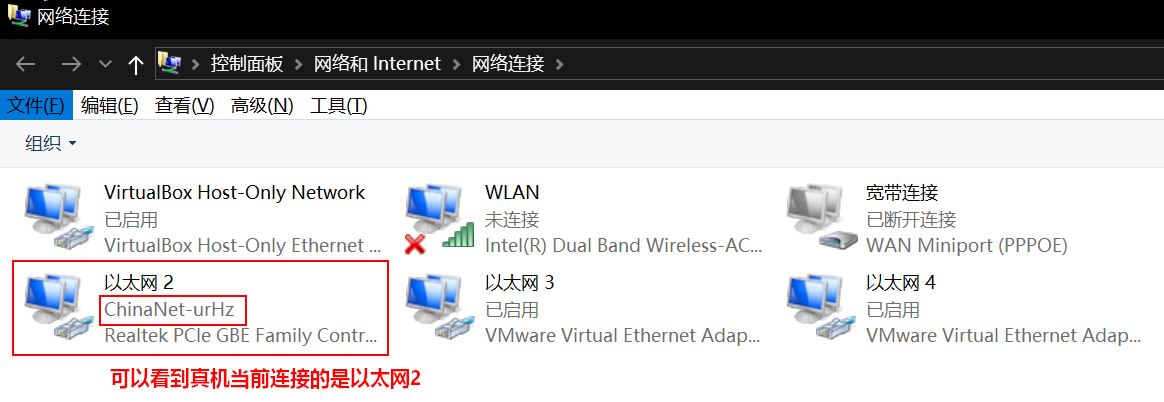 网络连接
控制面板 网络和 Internet 网络连接
文件(F) 编辑(E) 查看(V) 高级(N) 工具(T)
组织
VirtualBox Host-Only Network
已启用
VirtualBox Host-Only Ethernet ...
WLAN
未连接
Intel(R) Dual Band Wireless-AC...
宽带连接
已断开连接
WAN Miniport (PPPOE)
以太网 2
ChinaNet-urHz
Realtek PCIe GBE Family Contr...
以太网 3
已启用
VMware Virtual Ethernet Adap...
以太网 4
已启用
VMware Virtual Ethernet Adap...
可以看到真机当前连接的是以太网2